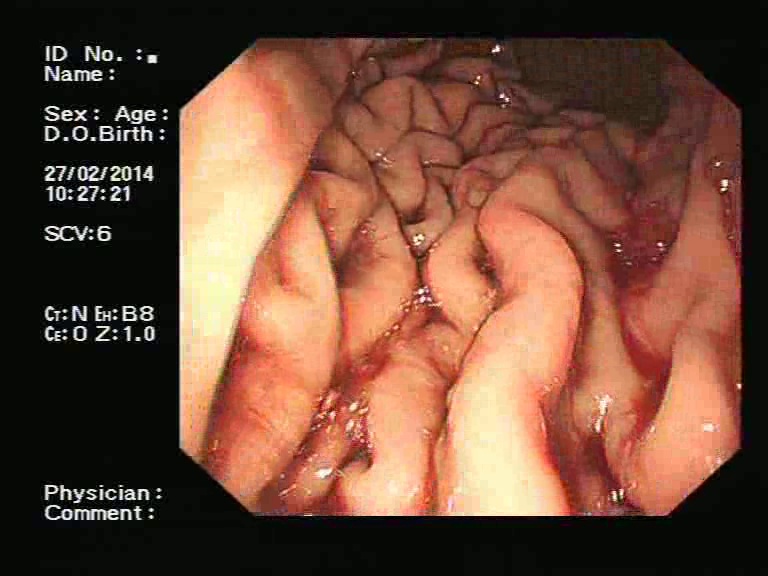 ID No. :
Name:
Sex: Age:
D.O.Birth:
27/02/2014
10:27:21
SCV:6
CT:N EH:B8
CE:0 Z:1.0
Physician:
Comment: